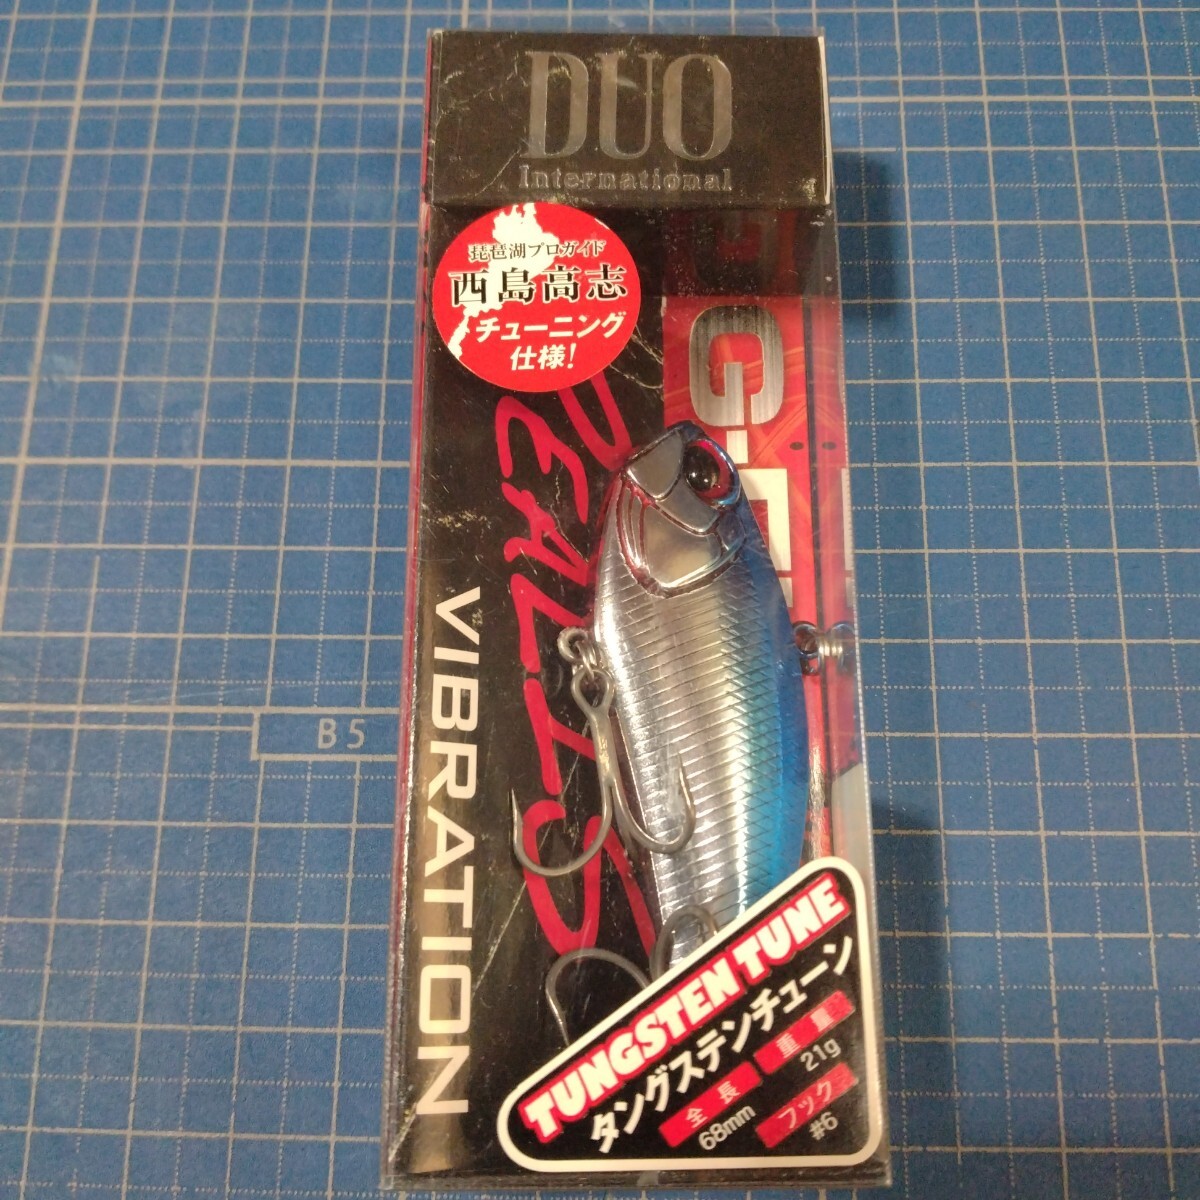 DUO
International
琵琶湖プロガイド
西島高志
チューニング
仕様!
REALIS
VIBRATION
TUNGSTEN TUNE
タングステンチューン
全長
68mm
重量
21g
フック
#6
B5